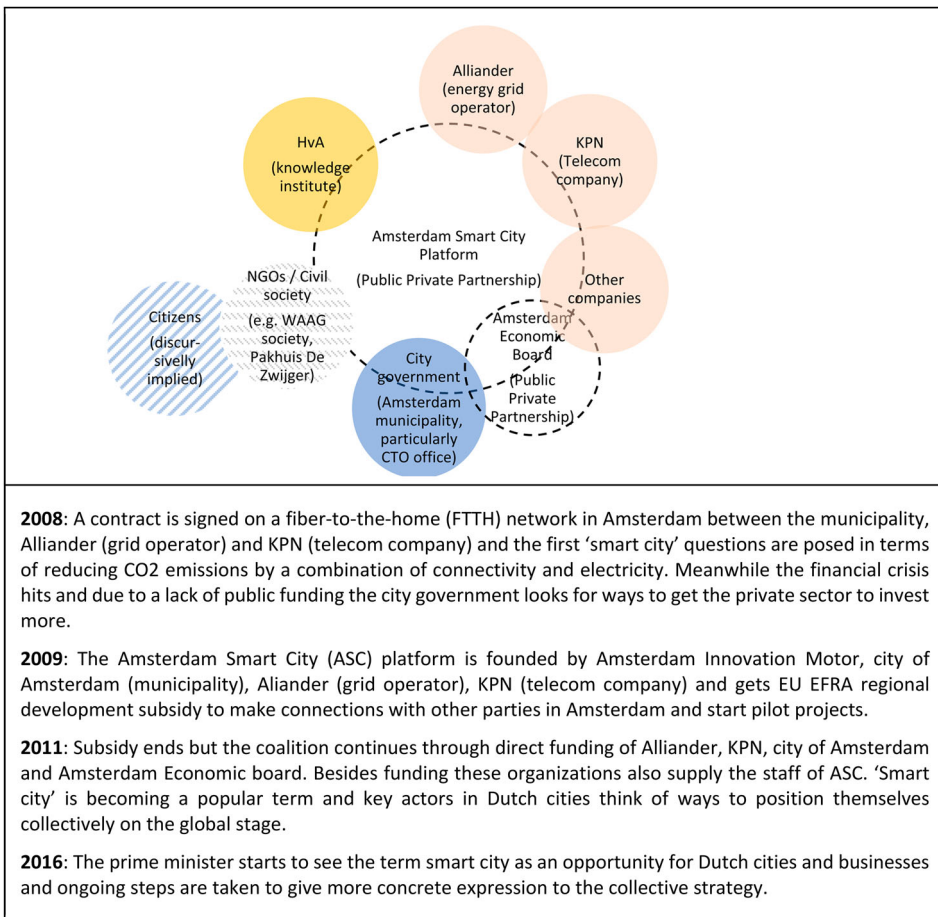 Alliander
(energy grid
operator)
HvA
(knowledge
institute)
KPN
(Telecom
company)
Amsterdam Smart City
Platform
(Public Private Partnership)
NGOs / Civil
society
(e.g. WAAG
society,
Pakhuis De
Zwijger)
Other
companies
Citizens
(discur-
sivelly
implied)
Amsterdam
Economic
Board
(Public
Private
Partnership)
City
government
(Amsterdam
municipality,
particularly
CTO office)
2008: A contract is signed on a fiber-to-the-home (FTTH) network in Amsterdam between the municipality,
Alliander (grid operator) and KPN (telecom company) and the first ‘smart city’ questions are posed in terms
of reducing CO2 emissions by a combination of connectivity and electricity. Meanwhile the financial crisis
hits and due to a lack of public funding the city government looks for ways to get the private sector to invest
more.
2009: The Amsterdam Smart City (ASC) platform is founded by Amsterdam Innovation Motor, city of
Amsterdam (municipality), Aliander (grid operator), KPN (telecom company) and gets EU EFRA regional
development subsidy to make connections with other parties in Amsterdam and start pilot projects.
2011: Subsidy ends but the coalition continues through direct funding of Alliander, KPN, city of Amsterdam
and Amsterdam Economic board. Besides funding these organizations also supply the staff of ASC. ‘Smart
city’ is becoming a popular term and key actors in Dutch cities think of ways to position themselves
collectively on the global stage.
2016: The prime minister starts to see the term smart city as an opportunity for Dutch cities and businesses
and ongoing steps are taken to give more concrete expression to the collective strategy.